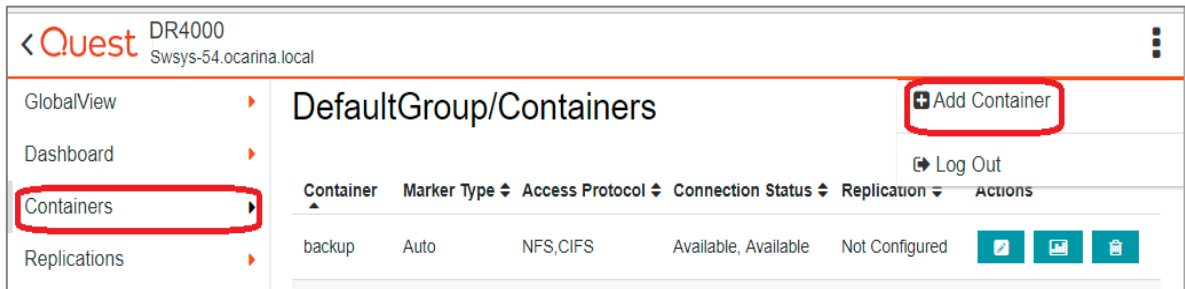 Quest DR4000
Swsys-54.ocarina.local
GlobalView
Dashboard
Containers
Replications
DefaultGroup/Containers
Add Container
Log Out
Container Marker Type Access Protocol Connection Status Replication Actions
backup Auto NFS,CIFS Available, Available Not Configured